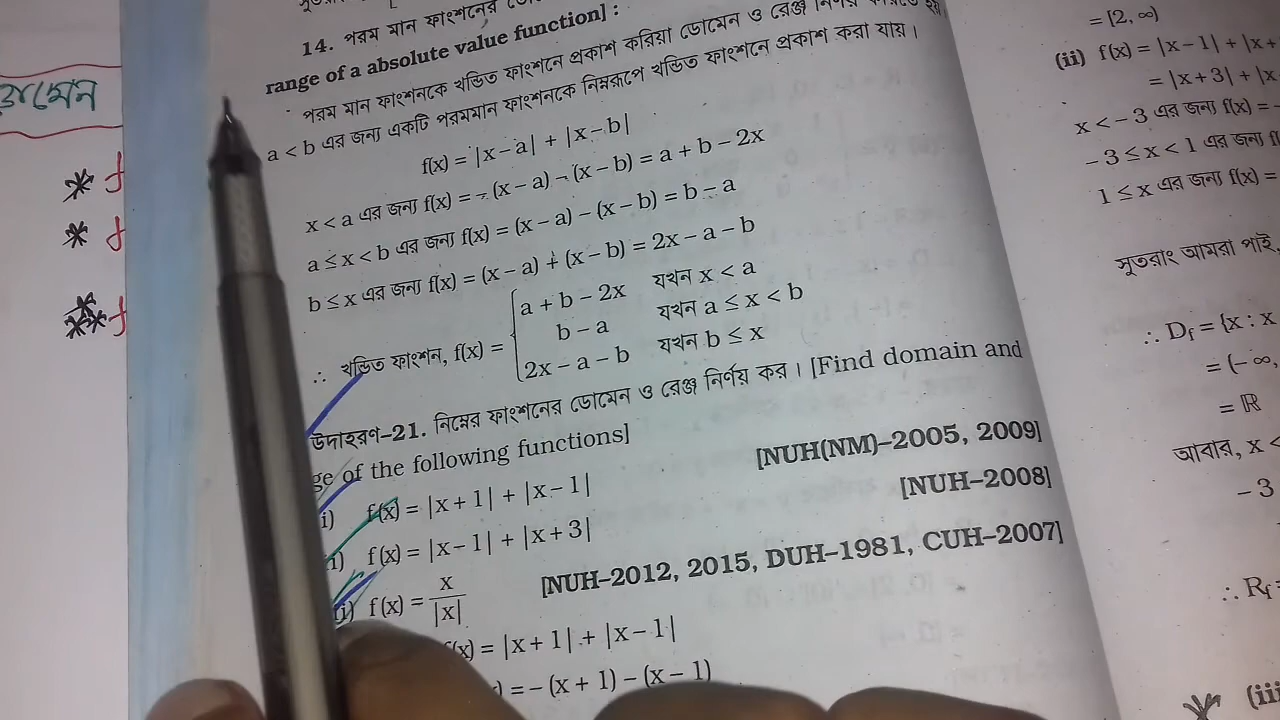 14. পরম মান ফাংশনের
range of a absolute value function] :
পরম মান ফাংশনকে খন্ডিত ফাংশনে প্রকাশ করিয়া ডোমেন ও রেঞ্জ নির্ণয়
a < b এর জন্য একটি পরমমান ফাংশনকে নিম্নরূপে খন্ডিত ফাংশনে প্রকাশ করা যায়।
f(x) = |x – a| + |x – b|
x < a এর জন্য f(x) = – (x – a) – (x – b) = a + b – 2x
a ≤ x < b এর জন্য f(x) = (x – a) – (x – b) = b – a
b ≤ x এর জন্য f(x) = (x – a) + (x – b) = 2x – a – b
∴ খন্ডিত ফাংশন, f(x) = { a + b – 2x যখন x < a
b – a যখন a ≤ x < b
2x – a – b যখন b ≤ x
উদাহরণ–21. নিম্নের ফাংশনের ডোমেন ও রেঞ্জ নির্ণয় কর। [Find domain and
ge of the following functions]
i) f(x) = |x + 1| + |x – 1| [NUH(NM)–2005, 2009]
f(x) = |x – 1| + |x + 3| [NUH–2008]
f(x) = x/|x| [NUH–2012, 2015, DUH–1981, CUH–2007]
(x) = |x + 1| + |x – 1|
) = – (x + 1) – (x – 1)
= [2, ∞)
(ii) f(x) = |x – 1| + |x +
= |x + 3| + |x
x < – 3 এর জন্য f(x) = –
– 3 ≤ x < 1 এর জন্য f
1 ≤ x এর জন্য f(x) =
সুতরাং আমরা পাই,
∴ D_f = {x : x
= (– ∞,
= ℝ
আবার, x <
– 3
∴ R_f =
(iii